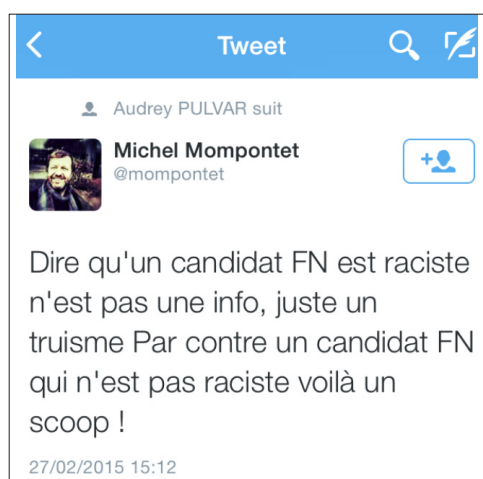 Tweet
Audrey PULVAR suit
Michel Mompontet
@mompontet
Dire qu'un candidat FN est raciste
n'est pas une info, juste un
truisme Par contre un candidat FN
qui n'est pas raciste voilà un
scoop !
27/02/2015 15:12